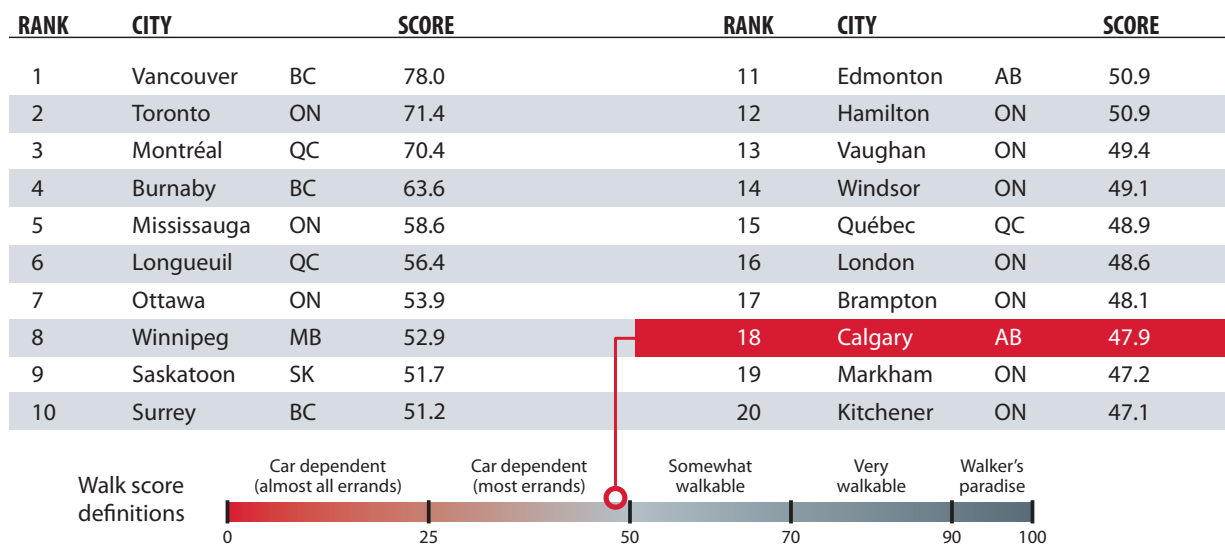 RANK CITY SCORE RANK CITY SCORE
1 Vancouver BC 78.0 11 Edmonton AB 50.9
2 Toronto ON 71.4 12 Hamilton ON 50.9
3 Montréal QC 70.4 13 Vaughan ON 49.4
4 Burnaby BC 63.6 14 Windsor ON 49.1
5 Mississauga ON 58.6 15 Québec QC 48.9
6 Longueuil QC 56.4 16 London ON 48.6
7 Ottawa ON 53.9 17 Brampton ON 48.1
8 Winnipeg MB 52.9 18 Calgary AB 47.9
9 Saskatoon SK 51.7 19 Markham ON 47.2
10 Surrey BC 51.2 20 Kitchener ON 47.1
Walk score
definitions
Car dependent
(almost all errands)
Car dependent
(most errands)
Somewhat
walkable
Very
walkable
Walker's
paradise
0 25 50 70 90 100